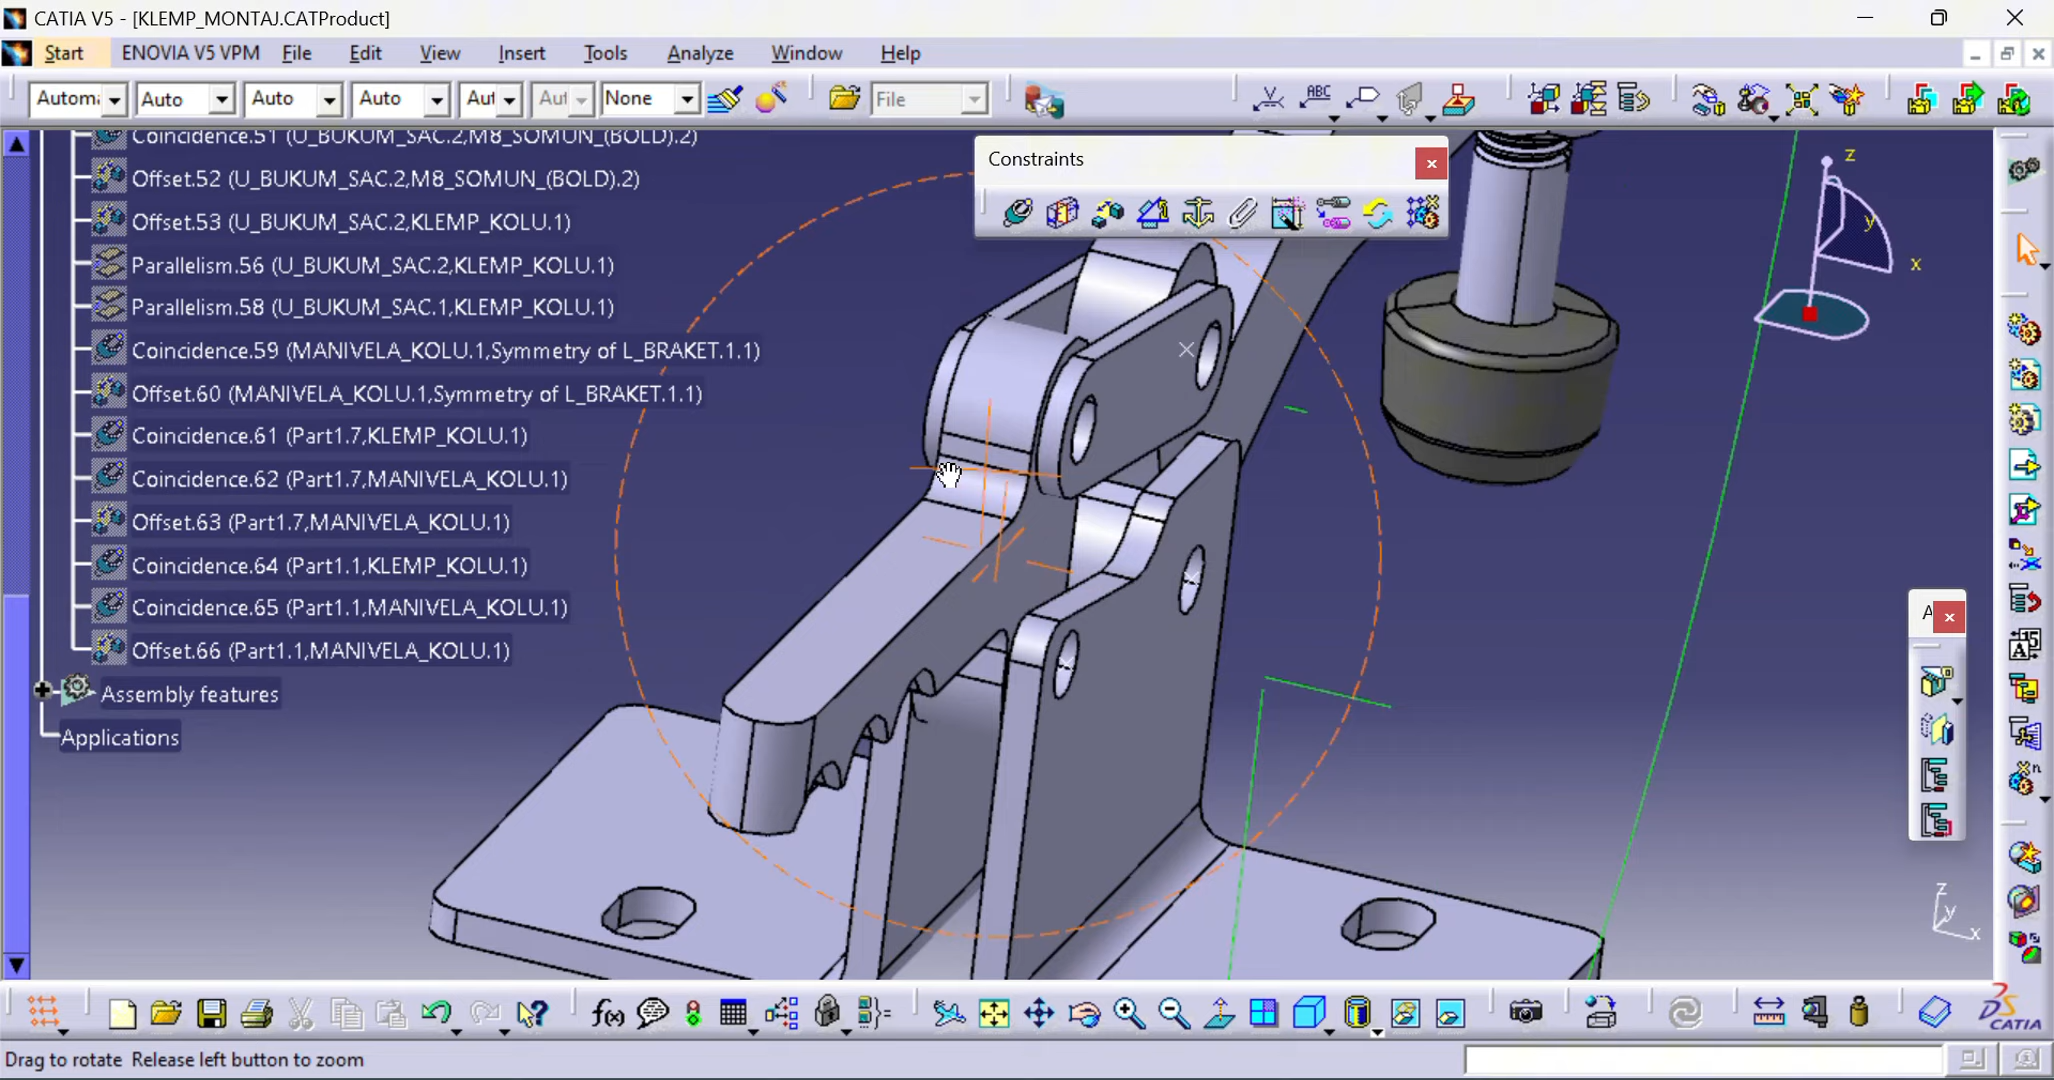 CATIA V5 - [KLEMP_MONTAJ.CATProduct]
Start ENOVIA V5 VPM File Edit View Insert Tools Analyze Window Help
Auto Auto Auto Aut Aut None File
ABC
Coincidence.51 (U_BUKUM_SAC.2,M8_SOMUN_(BOLD).2)
Constraints
Offset.52 (U_BUKUM_SAC.2,M8_SOMUN_(BOLD).2)
Offset.53 (U_BUKUM_SAC.2,KLEMP_KOLU.1)
Parallelism.56 (U_BUKUM_SAC.2,KLEMP_KOLU.1)
Parallelism.58 (U_BUKUM_SAC.1,KLEMP_KOLU.1)
Coincidence.59 (MANIVELA_KOLU.1,Symmetry of L_BRAKET.1.1)
Offset.60 (MANIVELA_KOLU.1,Symmetry of L_BRAKET.1.1)
Coincidence.61 (Part1.7,KLEMP_KOLU.1)
Coincidence.62 (Part1.7,MANIVELA_KOLU.1)
Offset.63 (Part1.7,MANIVELA_KOLU.1)
Coincidence.64 (Part1.1,KLEMP_KOLU.1)
Coincidence.65 (Part1.1,MANIVELA_KOLU.1)
Offset.66 (Part1.1,MANIVELA_KOLU.1)
Assembly features
Applications
z
y
x
A
z
y
x
f(x)
CATIA
Drag to rotate Release left button to zoom